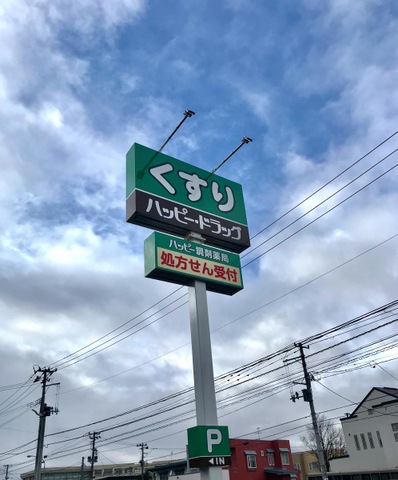 くすり
ハッピー・ドラッグ
ハッピー調剤薬局
処方せん受付
P
IN